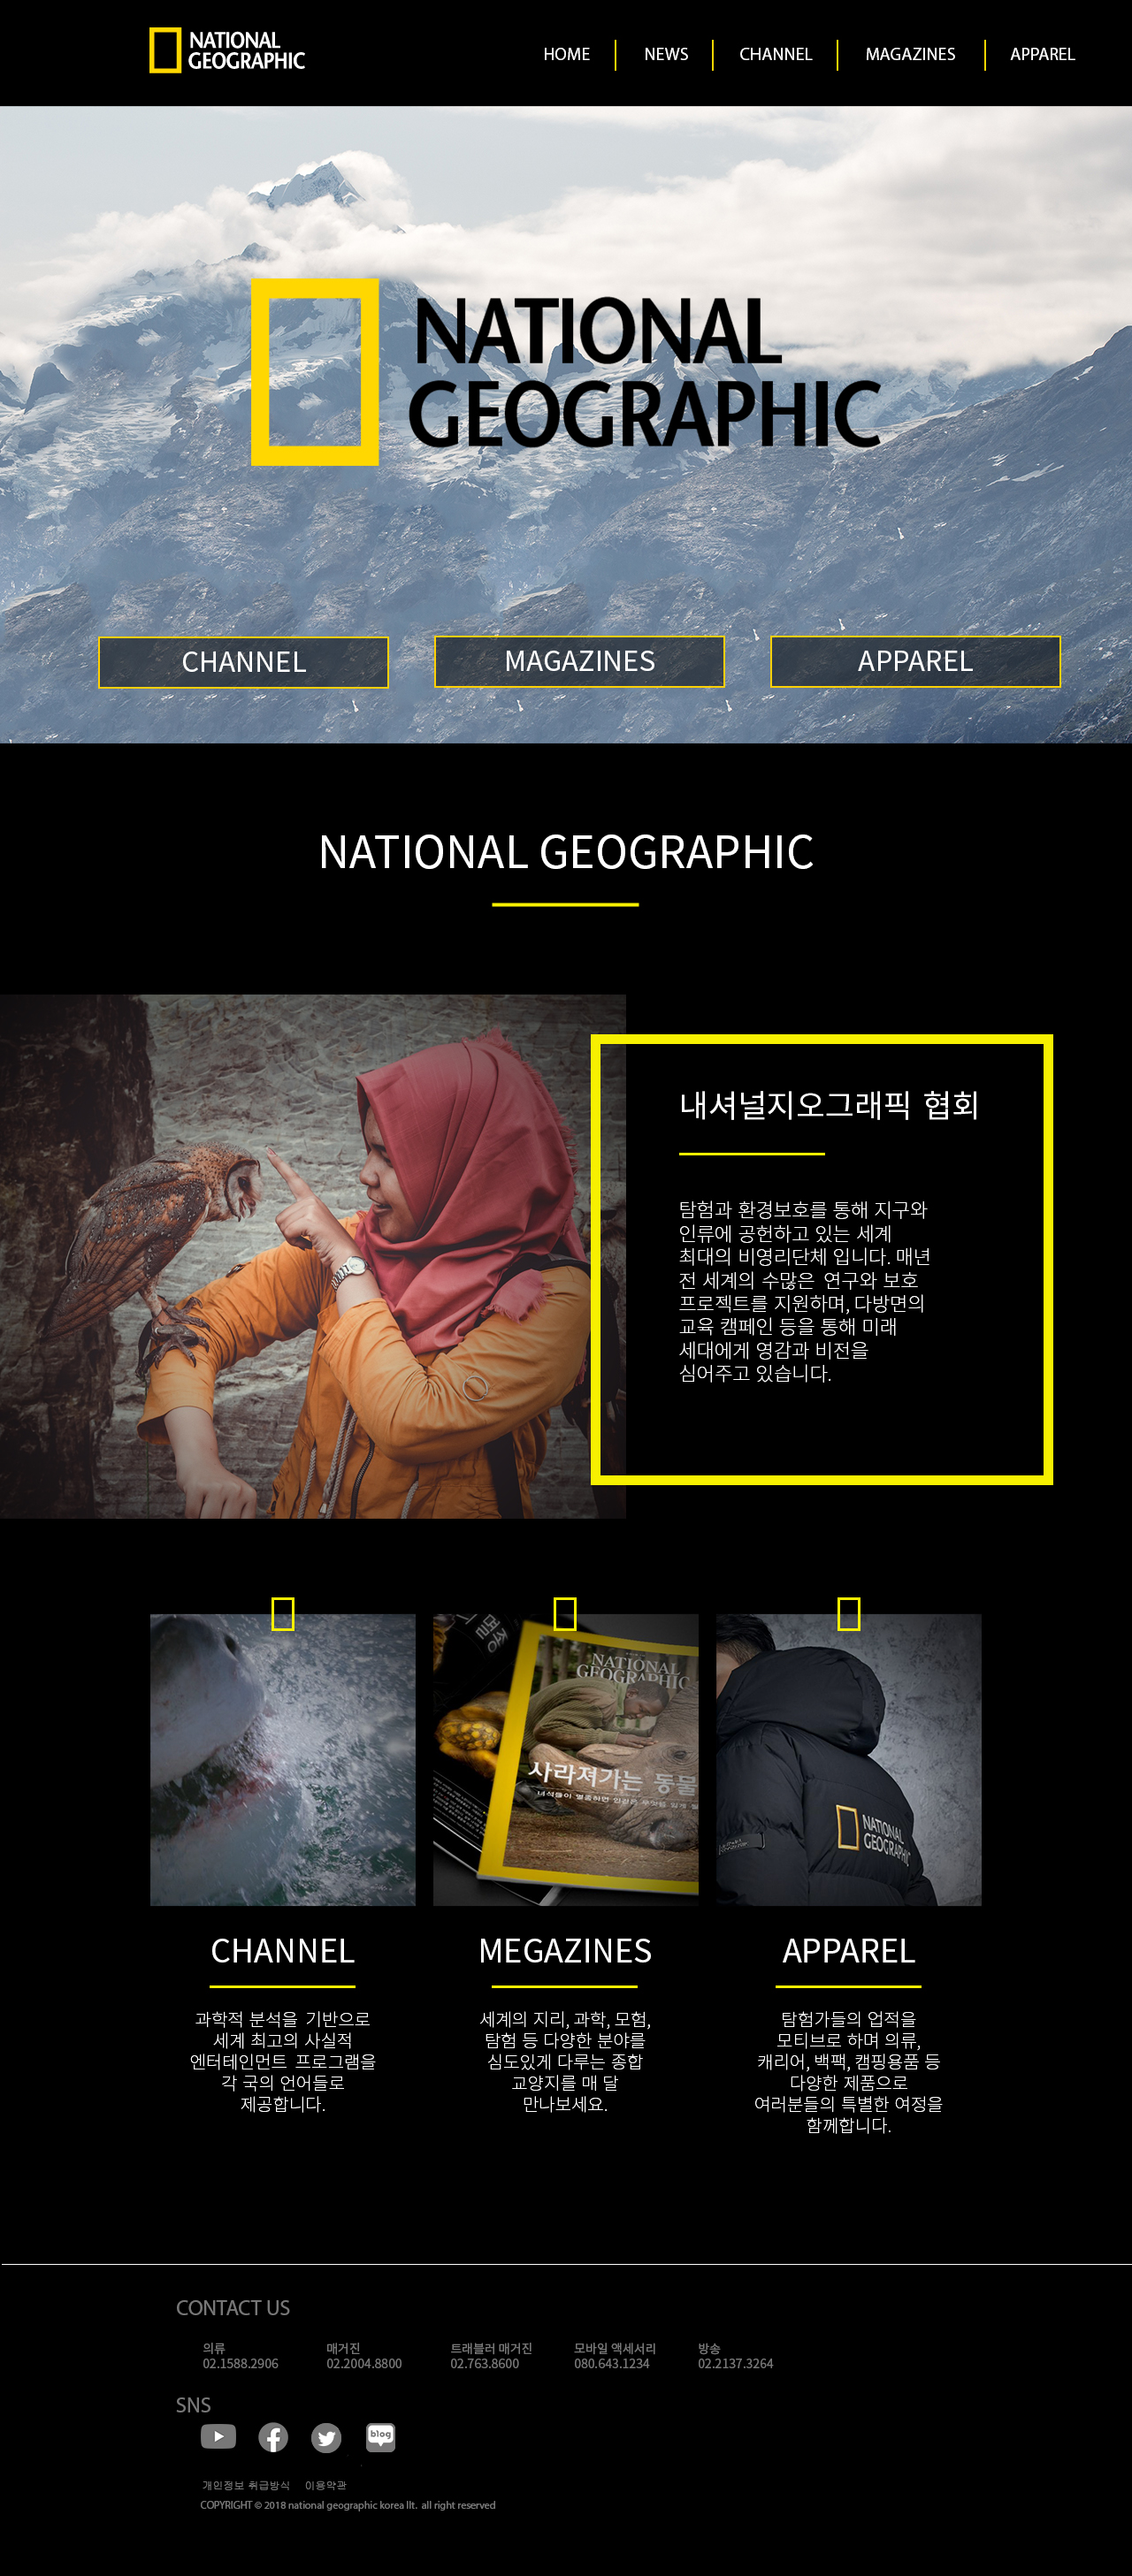 NATIONAL
GEOGRAPHIC
HOME
NEWS
CHANNEL
MAGAZINES
APPAREL
NATIONAL
GEOGRAPHIC
CHANNEL
MAGAZINES
APPAREL
NATIONAL GEOGRAPHIC
내셔널지오그래픽 협회
탐험과 환경보호를 통해 지구와
인류에 공헌하고 있는 세계
최대의 비영리단체 입니다. 매년
전 세계의 수많은 연구와 보호
프로젝트를 지원하며, 다방면의
교육 캠페인 등을 통해 미래
세대에게 영감과 비전을
심어주고 있습니다.
NATIONAL
GEOGRAPHIC
사라져가는 동물
NATIONAL
GEOGRAPHIC
CHANNEL
과학적 분석을 기반으로
세계 최고의 사실적
엔터테인먼트 프로그램을
각 국의 언어들로
제공합니다.
MEGAZINES
세계의 지리, 과학, 모험,
탐험 등 다양한 분야를
심도있게 다루는 종합
교양지를 매 달
만나보세요.
APPAREL
탐험가들의 업적을
모티브로 하며 의류,
캐리어, 백팩, 캠핑용품 등
다양한 제품으로
여러분들의 특별한 여정을
함께합니다.
CONTACT US
의류
02.1588.2906
매거진
02.2004.8800
트래블러 매거진
02.763.8600
모바일 액세서리
080.643.1234
방송
02.2137.3264
SNS
blog
개인정보 취급방식 이용약관
COPYRIGHT © 2018 national geographic korea llt. all right reserved